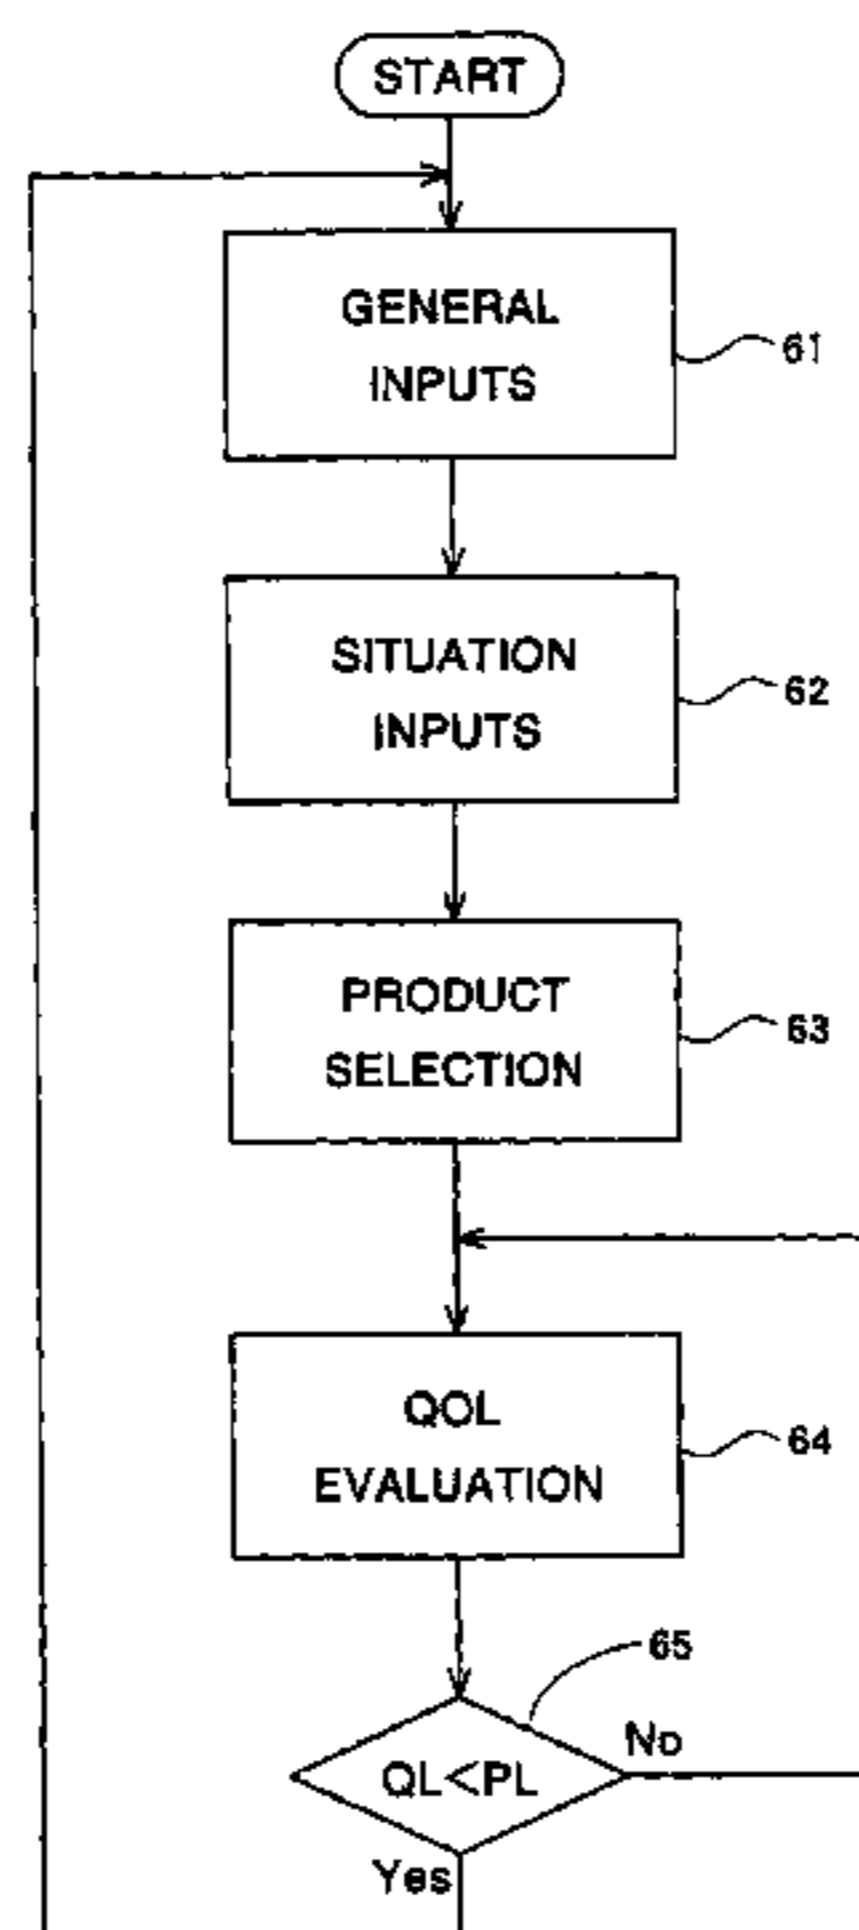 START
GENERAL
INPUTS
61
SITUATION
INPUTS
62
PRODUCT
SELECTION
63
QOL
EVALUATION
64
65
QL<PL
No
Yes